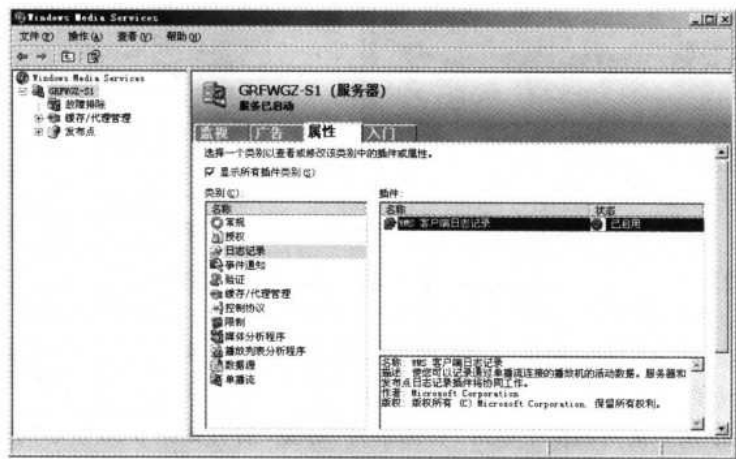 Windows Media Services
文件(F) 操作(A) 查看(V) 帮助(H)
Windows Media Services
GRFWGZ-S1
故障排除
缓存/代理管理
发布点
GRFWGZ-S1 (服务器)
服务已启动
监视 广告 属性 入门
选择一个类别以查看或修改该类别中的插件或属性。
显示所有插件类别(G)
类别(C):
名称
常规
授权
日志记录
事件通知
验证
缓存/代理管理
控制协议
限制
媒体分析程序
播放列表分析程序
数据源
单播流
插件:
名称 状态
WMS 客户端日志记录 已启用
名称: WMS 客户端日志记录
描述: 使您可以记录通过单播流连接的播放机的活动数据。服务器和
发布点日志记录插件将协同工作。
作者: Microsoft Corporation
版权: 版权所有 (C) Microsoft Corporation. 保留所有权利。